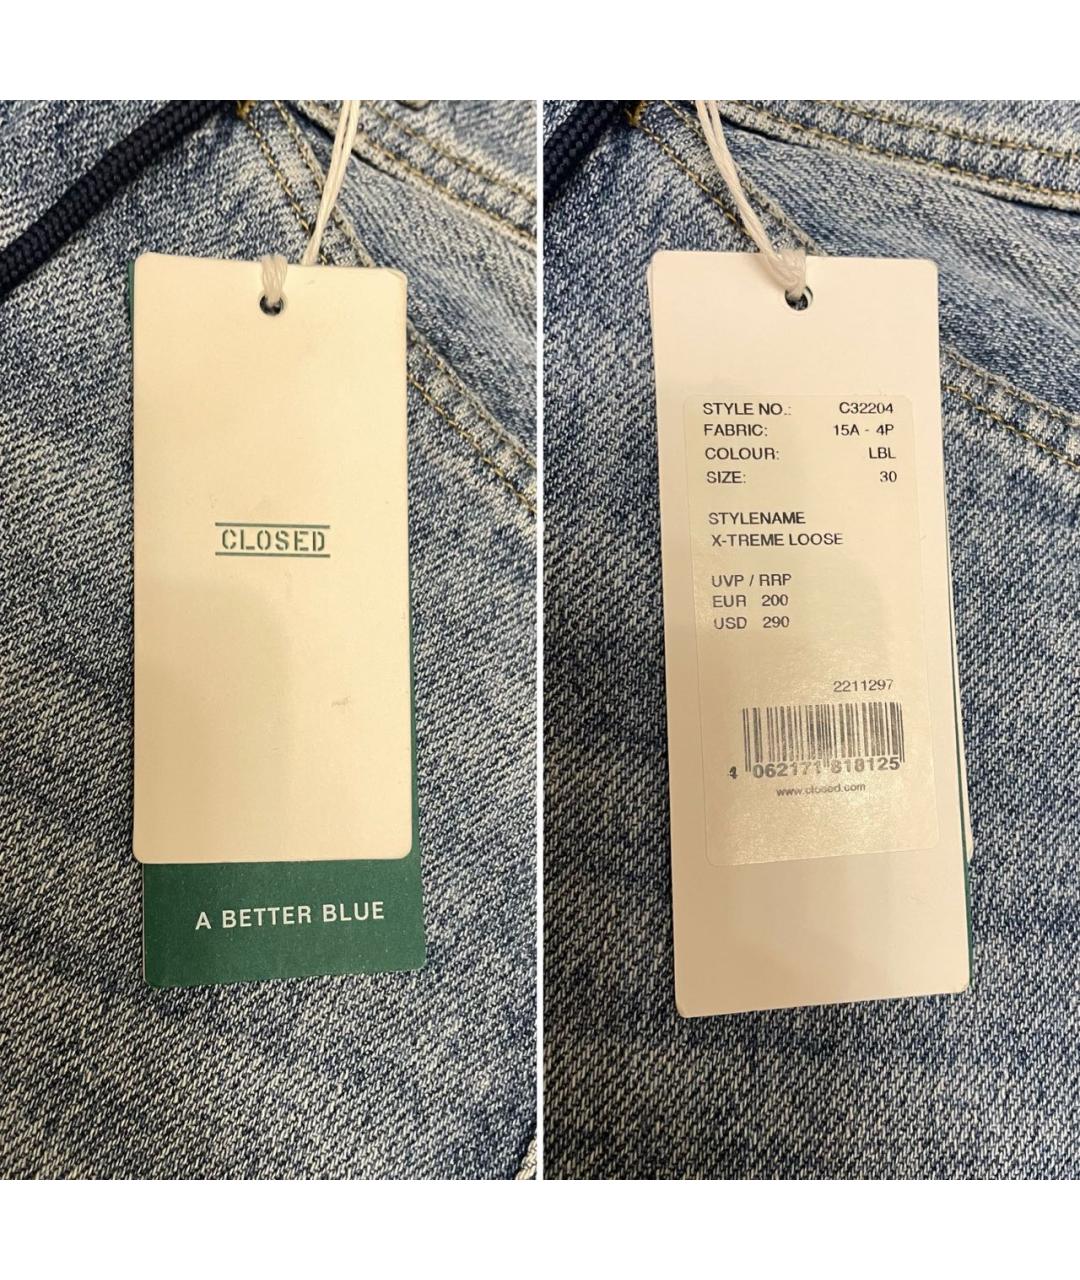 CLOSED
A BETTER BLUE
STYLE NO.: C32204
FABRIC: 15A - 4P
COLOUR: LBL
SIZE: 30
STYLENAME
X-TREME LOOSE
UVP / RRP
EUR 200
USD 290
2211297
4 062171 818125
www.closed.com